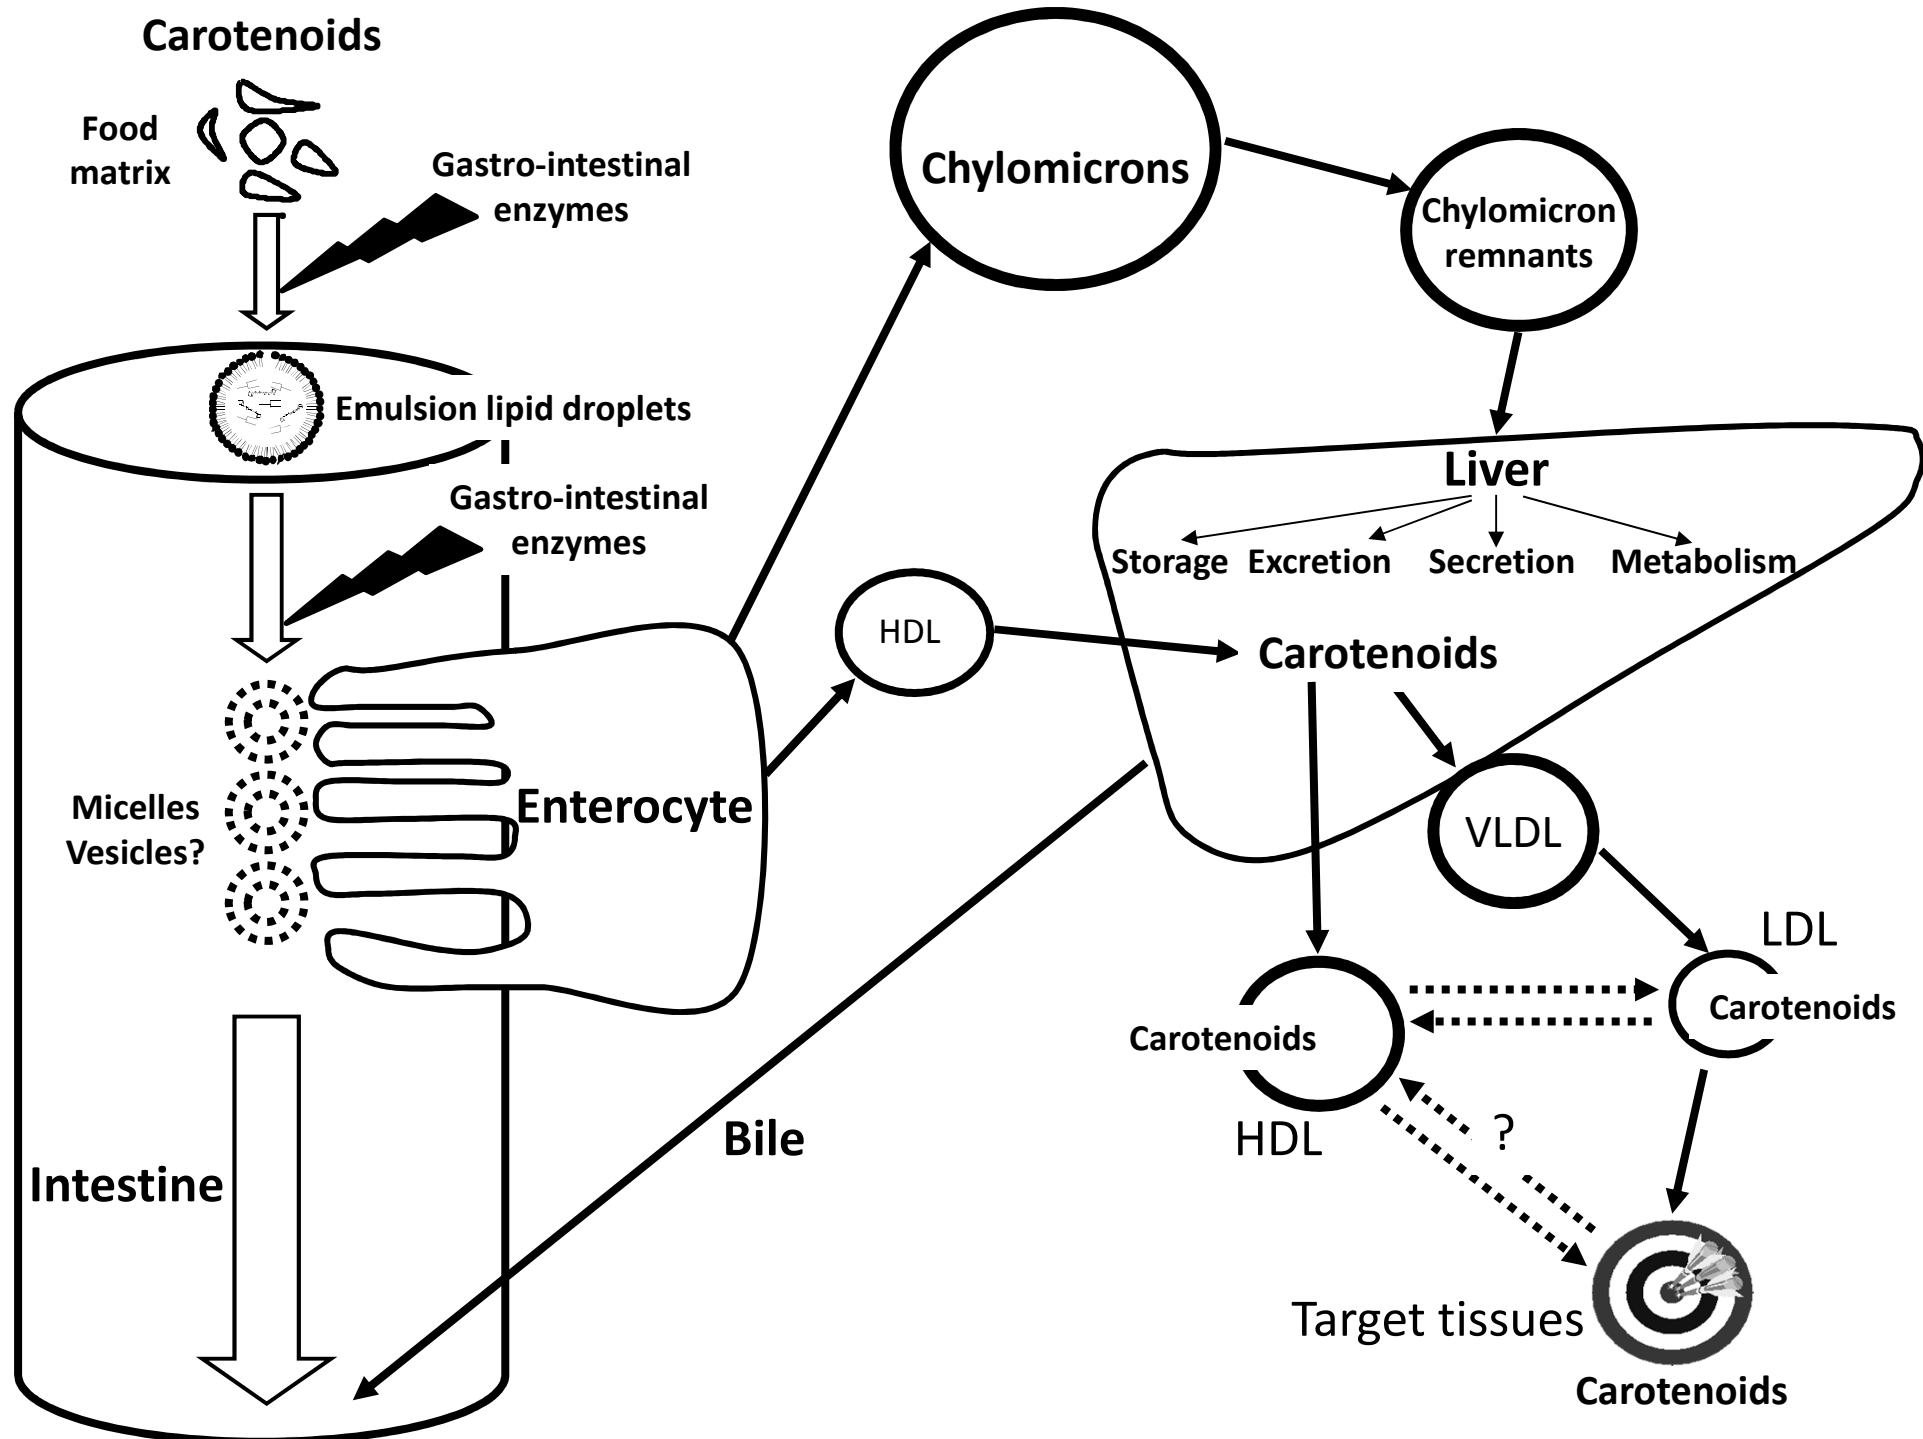 Carotenoids
Food
matrix
Gastro-intestinal
enzymes
Emulsion lipid droplets
Gastro-intestinal
enzymes
Micelles
Vesicles?
Enterocyte
Intestine
Bile
Chylomicrons
Chylomicron
remnants
HDL
Liver
Storage Excretion Secretion Metabolism
Carotenoids
VLDL
LDL
Carotenoids
Carotenoids
HDL
?
Target tissues
Carotenoids